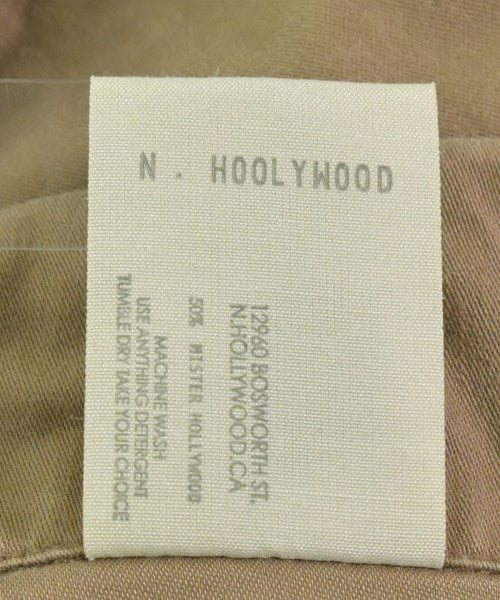 N. HOOLYWOOD
12960 BOSWORTH ST.
N.HOLLYWOOD.CA
50% MISTER HOLLYWOOD
MACHINE WASH
USE ANYTHING DETERGENT
TUMBLE DRY TAKE YOUR CHOICE